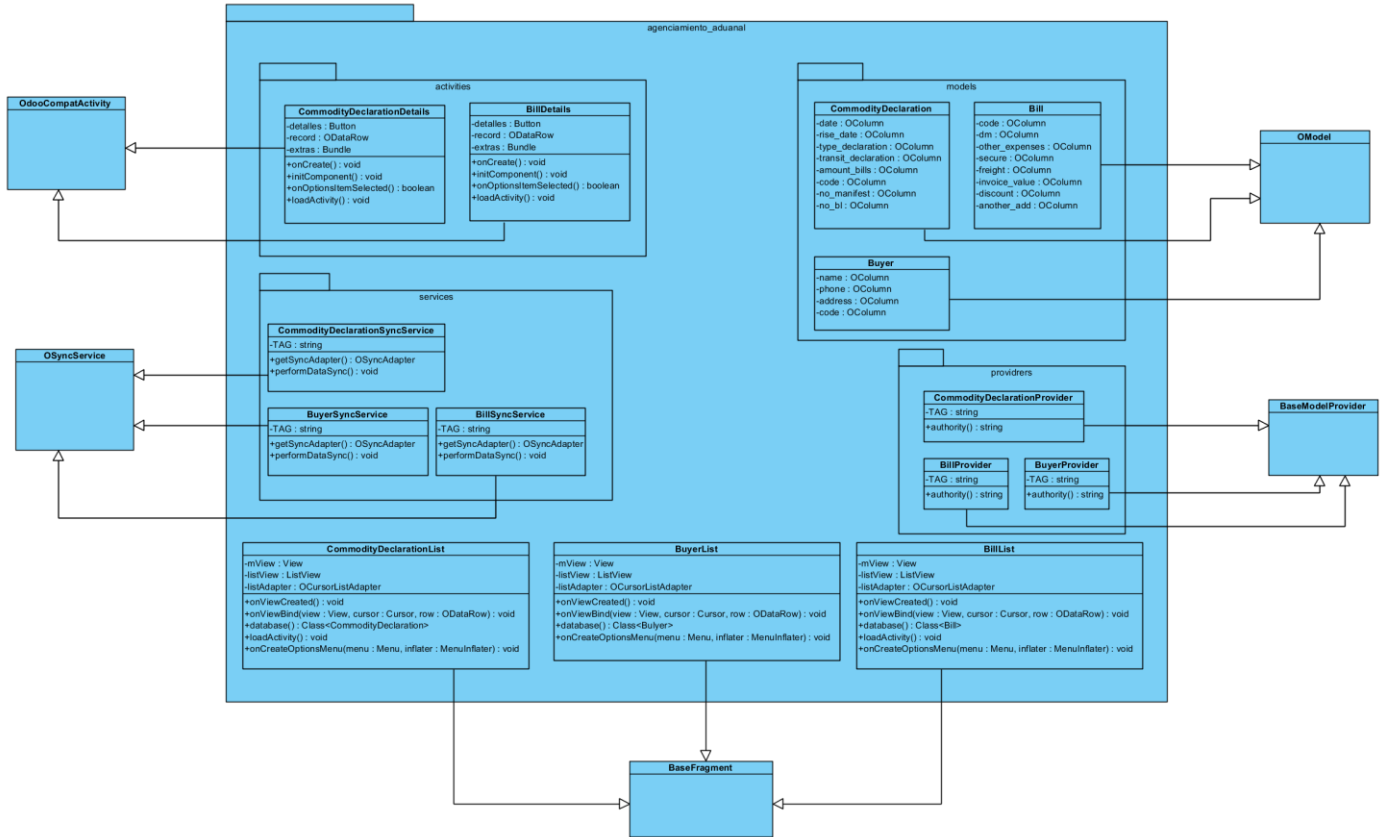 agenciamiento_aduanal
activities
CommodityDeclarationDetails
-detalles : Button
-record : ODataRow
-extras : Bundle
+onCreate() : void
+initComponent() : void
+onOptionsItemSelected() : boolean
+loadActivity() : void
BillDetails
-detalles : Button
-record : ODataRow
-extras : Bundle
+onCreate() : void
+initComponent() : void
+onOptionsItemSelected() : boolean
+loadActivity() : void
OdooCompatActivity
models
CommodityDeclaration
-date : OColumn
-rise_date : OColumn
-type_declaration : OColumn
-transit_declaration : OColumn
-amount_bills : OColumn
-code : OColumn
-no_manifest : OColumn
-no_bl : OColumn
Bill
-code : OColumn
-dm : OColumn
-other_expenses : OColumn
-secure : OColumn
-freight : OColumn
-invoice_value : OColumn
-discount : OColumn
-another_add : OColumn
Buyer
-name : OColumn
-phone : OColumn
-address : OColumn
-code : OColumn
OModel
services
CommodityDeclarationSyncService
-TAG : string
+getSyncAdapter() : OSyncAdapter
+performDataSync() : void
BuyerSyncService
-TAG : string
+getSyncAdapter() : OSyncAdapter
+performDataSync() : void
BillSyncService
-TAG : string
+getSyncAdapter() : OSyncAdapter
+performDataSync() : void
OSyncService
providrers
CommodityDeclarationProvider
-TAG : string
+authority() : string
BillProvider
-TAG : string
+authority() : string
BuyerProvider
-TAG : string
+authority() : string
BaseModelProvider
CommodityDeclarationList
-mView : View
-listView : ListView
-listAdapter : OCursorListAdapter
+onViewCreated() : void
+onViewBind(view : View, cursor : Cursor, row : ODataRow) : void
+database() : Class<CommodityDeclaration>
+loadActivity() : void
+onCreateOptionsMenu(menu : Menu, inflater : MenuInflater) : void
BuyerList
-mView : View
-listView : ListView
-listAdapter : OCursorListAdapter
+onViewCreated() : void
+onViewBind(view : View, cursor : Cursor, row : ODataRow) : void
+database() : Class<Bulyer>
+onCreateOptionsMenu(menu : Menu, inflater : MenuInflater) : void
BillList
-mView : View
-listView : ListView
-listAdapter : OCursorListAdapter
+onViewCreated() : void
+onViewBind(view : View, cursor : Cursor, row : ODataRow) : void
+database() : Class<Bill>
+loadActivity() : void
+onCreateOptionsMenu(menu : Menu, inflater : MenuInflater) : void
BaseFragment